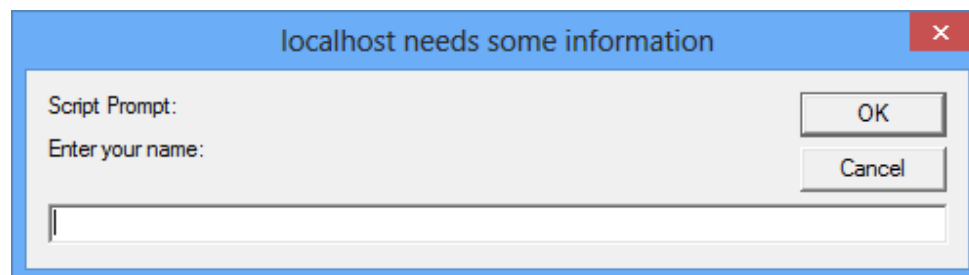 localhost needs some information
Script Prompt:
OK
Enter your name:
Cancel